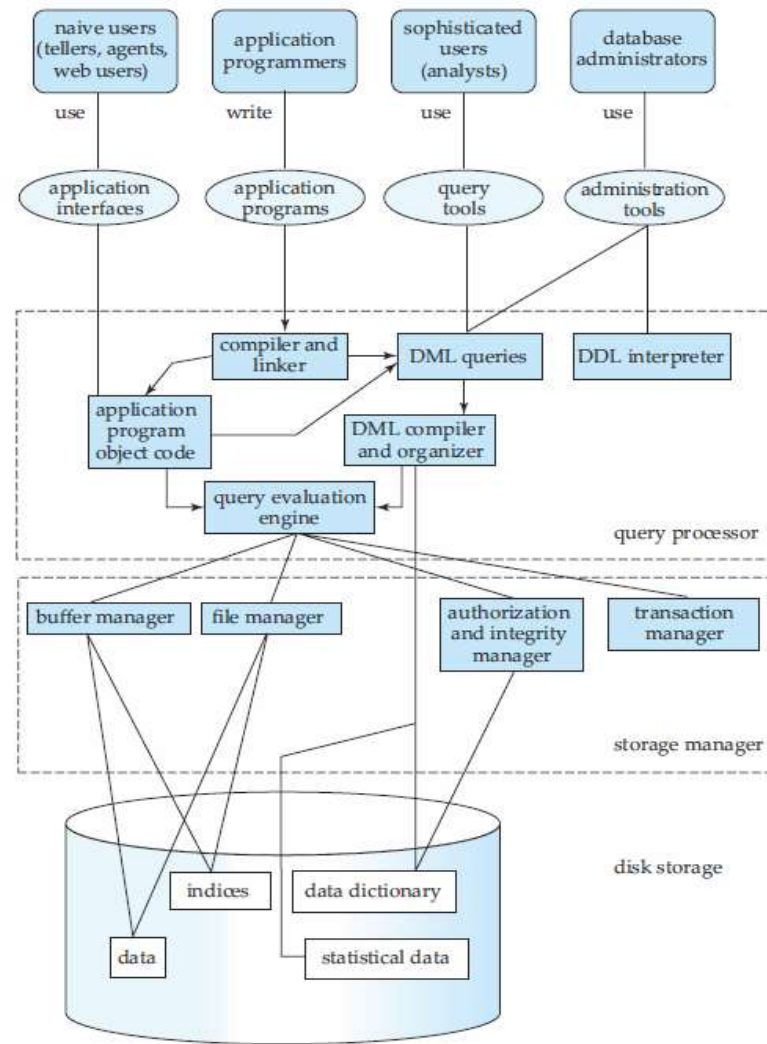 naive users
(tellers, agents,
web users)
application
programmers
sophisticated
users
(analysts)
database
administrators
use
write
use
use
application
interfaces
application
programs
query
tools
administration
tools
compiler and
linker
DML queries
DDL interpreter
application
program
object code
DML compiler
and organizer
query evaluation
engine
query processor
buffer manager
file manager
authorization
and integrity
manager
transaction
manager
storage manager
disk storage
indices
data dictionary
data
statistical data